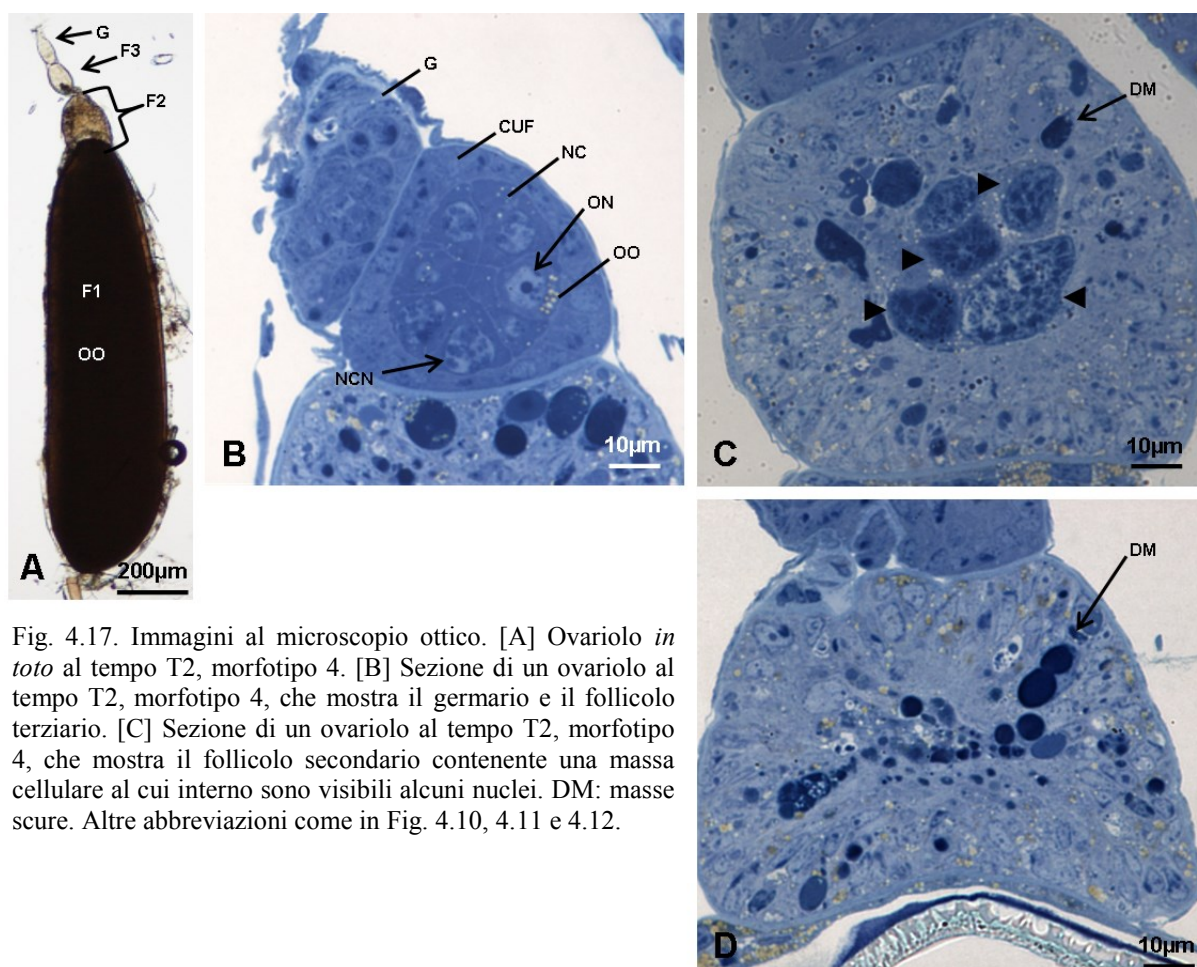 G
F3
F2
F1
OO
A
200µm
G
CUF
NC
ON
OO
NCN
B
10µm
DM
C
10µm
DM
D
10µm
Fig. 4.17. Immagini al microscopio ottico. [A] Ovariolo in
toto al tempo T2, morfotipo 4. [B] Sezione di un ovariolo al
tempo T2, morfotipo 4, che mostra il germario e il follicolo
terziario. [C] Sezione di un ovariolo al tempo T2, morfotipo
4, che mostra il follicolo secondario contenente una massa
cellulare al cui interno sono visibili alcuni nuclei. DM: masse
scure. Altre abbreviazioni come in Fig. 4.10, 4.11 e 4.12.